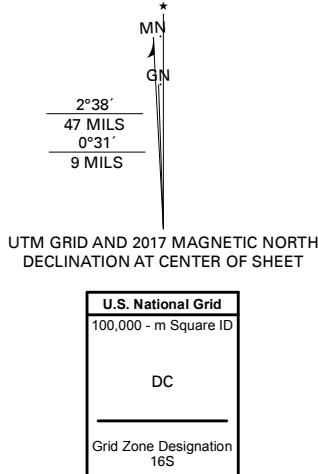 MN
GN
2°38´
47 MILS
0°31´
9 MILS
UTM GRID AND 2017 MAGNETIC NORTH
DECLINATION AT CENTER OF SHEET
U.S. National Grid
100,000 - m Square ID
DC
Grid Zone Designation
16S